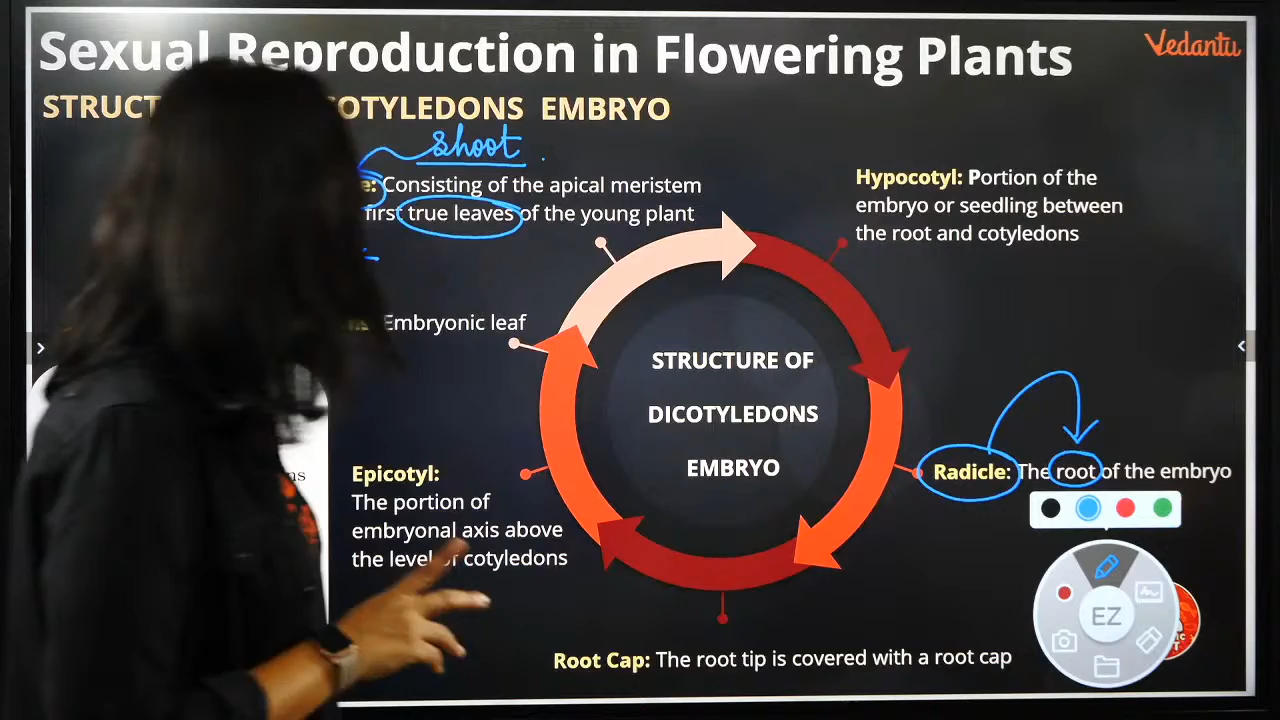 Sexual Reproduction in Flowering Plants
Vedantu
STRUCT COTYLEDONS EMBRYO
shoot
e: Consisting of the apical meristem
first true leaves of the young plant
Hypocotyl: Portion of the
embryo or seedling between
the root and cotyledons
Embryonic leaf
STRUCTURE OF
DICOTYLEDONS
EMBRYO
Radicle: The root of the embryo
ns
Epicotyl:
The portion of
embryonal axis above
the level of cotyledons
EZ
Root Cap: The root tip is covered with a root cap